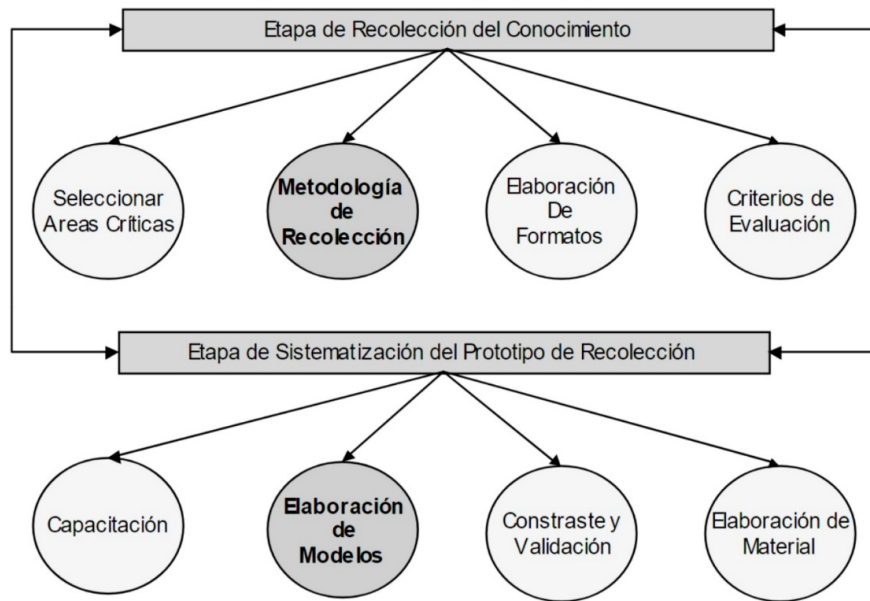 Etapa de Recolección del Conocimiento
Seleccionar
Areas Críticas
Metodología
de
Recolección
Elaboración
De
Formatos
Criterios de
Evaluación
Etapa de Sistematización del Prototipo de Recolección
Capacitación
Elaboración
de
Modelos
Constraste y
Validación
Elaboración de
Material